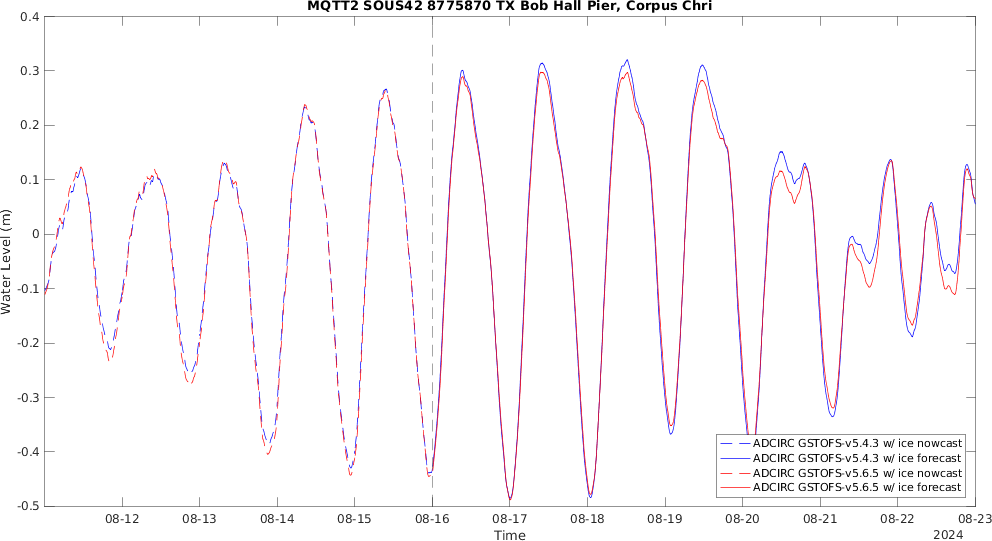 MQTT2 SOUS42 8775870 TX Bob Hall Pier, Corpus Chri
0.4
0.3
0.2
0.1
0
-0.1
-0.2
-0.3
-0.4
-0.5
Water Level (m)
ADCIRC GSTOFS-v5.4.3 w/ ice nowcast
ADCIRC GSTOFS-v5.4.3 w/ ice forecast
ADCIRC GSTOFS-v5.6.5 w/ ice nowcast
ADCIRC GSTOFS-v5.6.5 w/ ice forecast
08-12 08-13 08-14 08-15 08-16 08-17 08-18 08-19 08-20 08-21 08-22 08-23
Time
2024